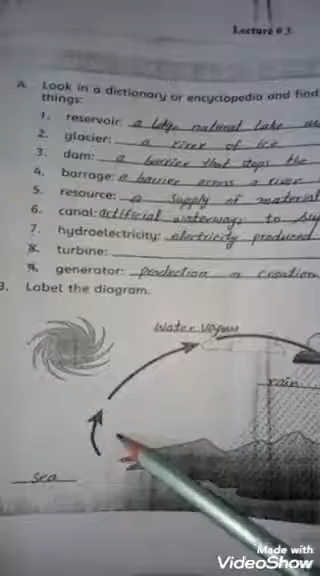 Lecture # 3
A. Look in a dictionary or encyclopedia and find
things:
1. reservoir: a large natural lake
2. glacier: a river of ice
3. dam: a barrier that stops the
4. barrage: a barrier across a river
5. resource: a supply of material
6. canal: artificial waterways to
7. hydroelectricity: electricity produced
8. turbine:
9. generator: production or creation
B. Label the diagram.
Water Vapour
rain
sea
Made with
VideoShow